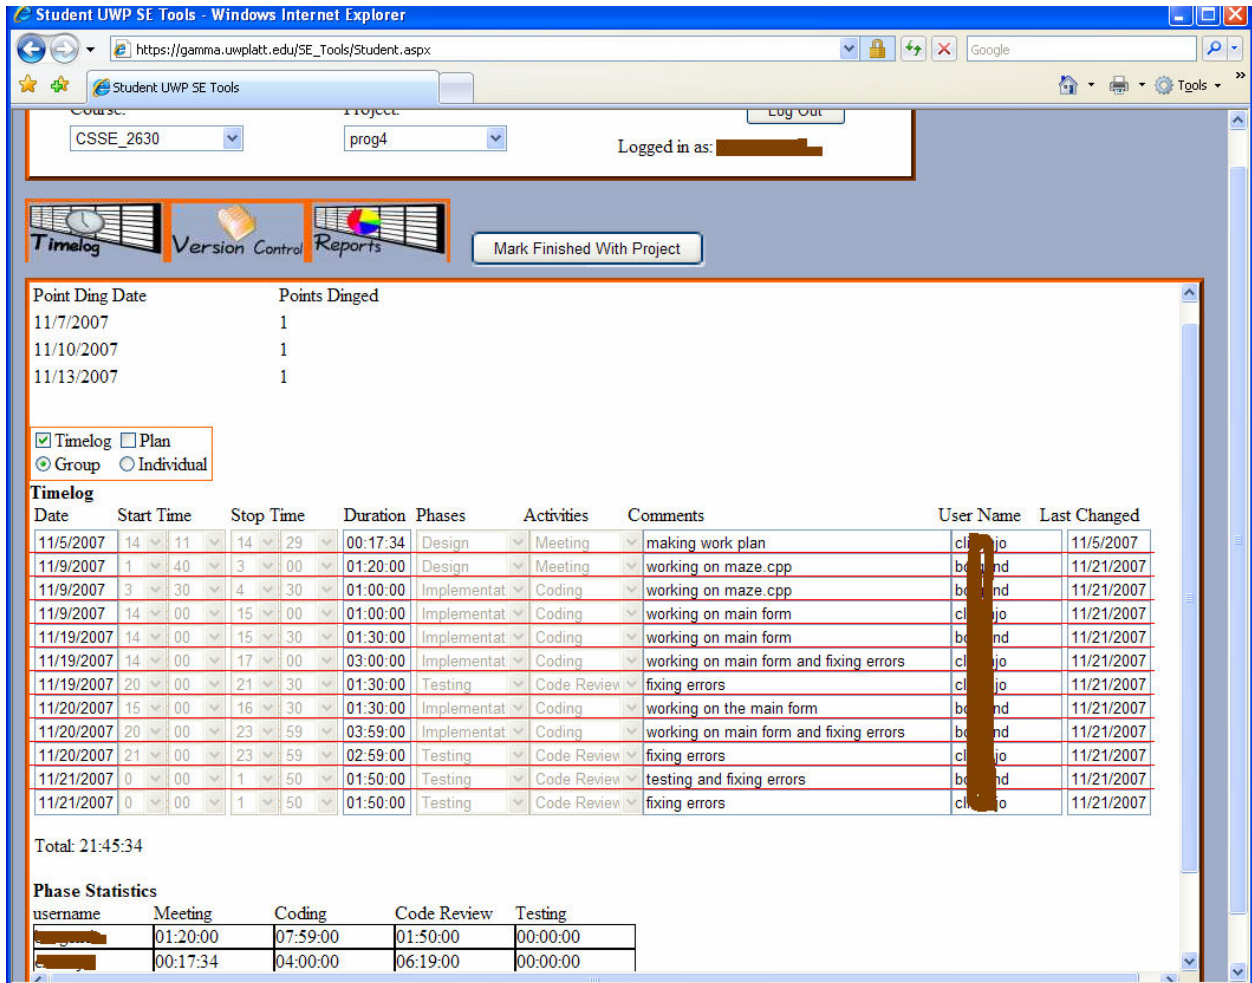 Student UWP SE Tools - Windows Internet Explorer
https://gamma.uwplatt.edu/SE_Tools/Student.aspx
Google
Student UWP SE Tools
Tools
Course: Project: Log Out
CSSE_2630 prog4
Logged in as:
Timelog Version Control Reports
Mark Finished With Project
Point Ding Date Points Dinged
11/7/2007 1
11/10/2007 1
11/13/2007 1
Timelog Plan
Group Individual
Timelog
Date Start Time Stop Time Duration Phases Activities Comments User Name Last Changed
11/5/2007 14 11 14 29 00:17:34 Design Meeting making work plan 11/5/2007
11/9/2007 1 40 3 00 01:20:00 Design Meeting working on maze.cpp 11/21/2007
11/9/2007 3 30 4 30 01:00:00 Implementat Coding working on maze.cpp 11/21/2007
11/9/2007 14 00 15 00 01:00:00 Implementat Coding working on main form 11/21/2007
11/19/2007 14 00 15 30 01:30:00 Implementat Coding working on main form 11/21/2007
11/19/2007 14 00 17 00 03:00:00 Implementat Coding working on main form and fixing errors 11/21/2007
11/19/2007 20 00 21 30 01:30:00 Testing Code Review fixing errors 11/21/2007
11/20/2007 15 00 16 30 01:30:00 Implementat Coding working on the main form 11/21/2007
11/20/2007 20 00 23 59 03:59:00 Implementat Coding working on main form and fixing errors 11/21/2007
11/20/2007 21 00 23 59 02:59:00 Testing Code Review fixing errors 11/21/2007
11/21/2007 0 00 1 50 01:50:00 Testing Code Review testing and fixing errors 11/21/2007
11/21/2007 0 00 1 50 01:50:00 Testing Code Review fixing errors 11/21/2007
Total: 21:45:34
Phase Statistics
username Meeting Coding Code Review Testing
01:20:00 07:59:00 01:50:00 00:00:00
00:17:34 04:00:00 06:19:00 00:00:00